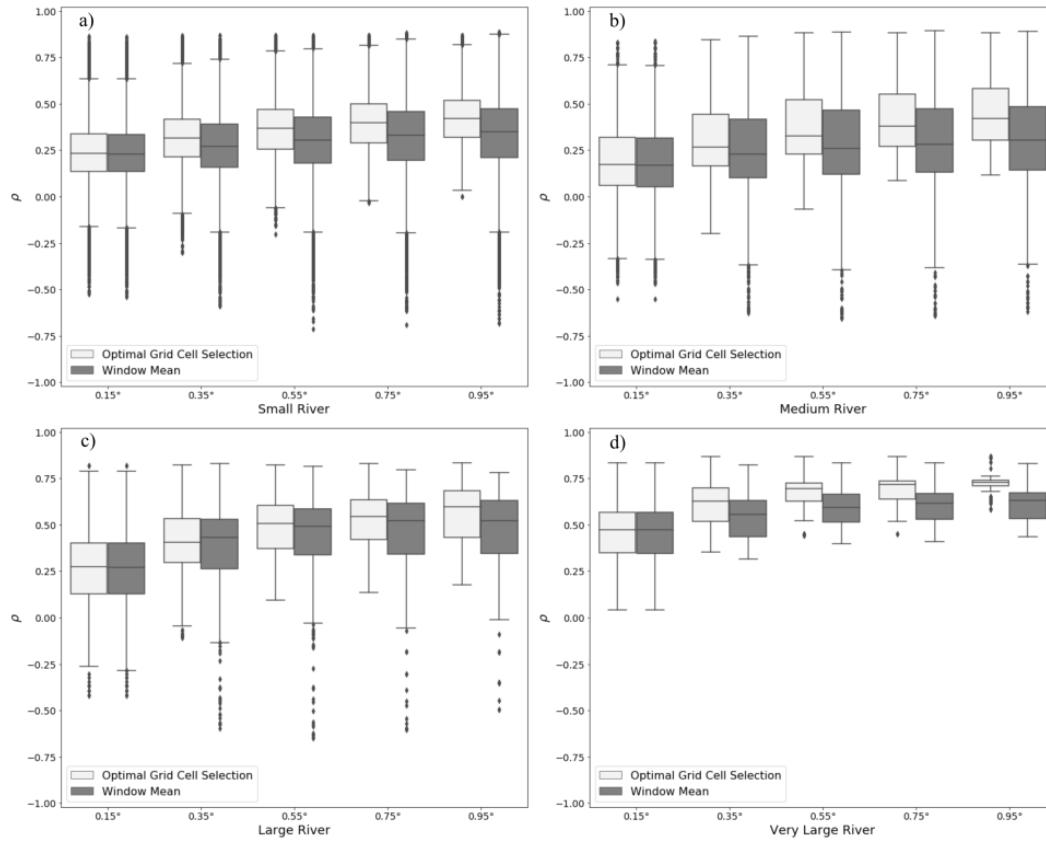 a)
1.00
0.75
0.50
0.25
0.00
−0.25
−0.50
−0.75
−1.00
ρ
Optimal Grid Cell Selection
Window Mean
0.15° 0.35° 0.55° 0.75° 0.95°
Small River
b)
1.00
0.75
0.50
0.25
0.00
−0.25
−0.50
−0.75
−1.00
ρ
Optimal Grid Cell Selection
Window Mean
0.15° 0.35° 0.55° 0.75° 0.95°
Medium River
c)
1.00
0.75
0.50
0.25
0.00
−0.25
−0.50
−0.75
−1.00
ρ
Optimal Grid Cell Selection
Window Mean
0.15° 0.35° 0.55° 0.75° 0.95°
Large River
d)
1.00
0.75
0.50
0.25
0.00
−0.25
−0.50
−0.75
−1.00
ρ
Optimal Grid Cell Selection
Window Mean
0.15° 0.35° 0.55° 0.75° 0.95°
Very Large River